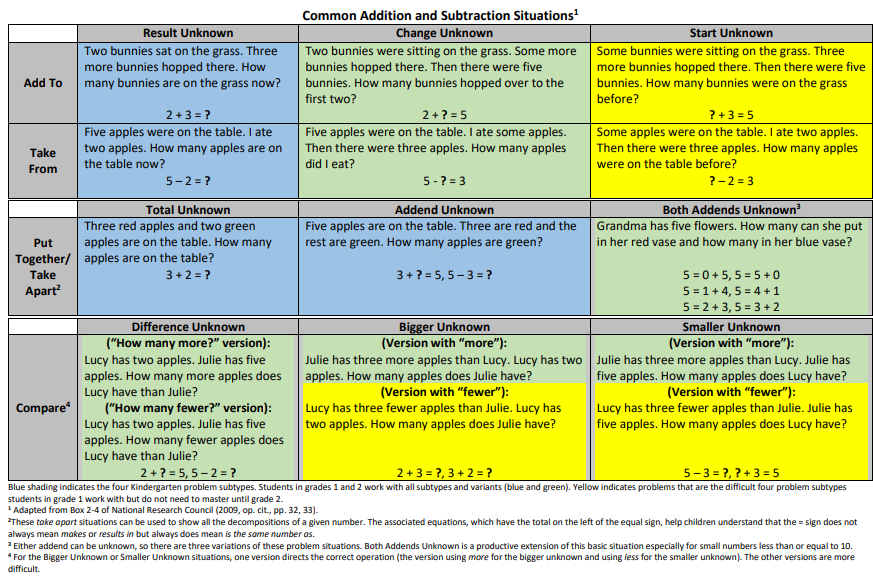 Common Addition and Subtraction Situations¹
Result Unknown
Change Unknown
Start Unknown
Add To
Two bunnies sat on the grass. Three
more bunnies hopped there. How
many bunnies are on the grass now?
2 + 3 = ?
Two bunnies were sitting on the grass. Some more
bunnies hopped there. Then there were five
bunnies. How many bunnies hopped over to the
first two?
2 + ? = 5
Some bunnies were sitting on the grass. Three
more bunnies hopped there. Then there were five
bunnies. How many bunnies were on the grass
before?
? + 3 = 5
Take
From
Five apples were on the table. I ate
two apples. How many apples are on
the table now?
5 – 2 = ?
Five apples were on the table. I ate some apples.
Then there were three apples. How many apples
did I eat?
5 - ? = 3
Some apples were on the table. I ate two apples.
Then there were three apples. How many apples
were on the table before?
? – 2 = 3
Total Unknown
Addend Unknown
Both Addends Unknown³
Put
Together/
Take
Apart²
Three red apples and two green
apples are on the table. How many
apples are on the table?
3 + 2 = ?
Five apples are on the table. Three are red and the
rest are green. How many apples are green?
3 + ? = 5, 5 – 3 = ?
Grandma has five flowers. How many can she put
in her red vase and how many in her blue vase?
5 = 0 + 5, 5 = 5 + 0
5 = 1 + 4, 5 = 4 + 1
5 = 2 + 3, 5 = 3 + 2
Difference Unknown
Bigger Unknown
Smaller Unknown
Compare⁴
(“How many more?” version):
Lucy has two apples. Julie has five
apples. How many more apples does
Lucy have than Julie?
(“How many fewer?” version):
Lucy has two apples. Julie has five
apples. How many fewer apples does
Lucy have than Julie?
2 + ? = 5, 5 – 2 = ?
(Version with “more”):
Julie has three more apples than Lucy. Lucy has two
apples. How many apples does Julie have?
(Version with “fewer”):
Lucy has three fewer apples than Julie. Lucy has
two apples. How many apples does Julie have?
2 + 3 = ?, 3 + 2 = ?
(Version with “more”):
Julie has three more apples than Lucy. Julie has
five apples. How many apples does Lucy have?
(Version with “fewer”):
Lucy has three fewer apples than Julie. Julie has
five apples. How many apples does Lucy have?
5 – 3 = ?, ? + 3 = 5
Blue shading indicates the four Kindergarten problem subtypes. Students in grades 1 and 2 work with all subtypes and variants (blue and green). Yellow indicates problems that are the difficult four problem subtypes
students in grade 1 work with but do not need to master until grade 2.
¹ Adapted from Box 2-4 of National Research Council (2009, op. cit., pp. 32, 33).
²These take apart situations can be used to show all the decompositions of a given number. The associated equations, which have the total on the left of the equal sign, help children understand that the = sign does not
always mean makes or results in but always does mean is the same number as.
³ Either addend can be unknown, so there are three variations of these problem situations. Both Addends Unknown is a productive extension of this basic situation especially for small numbers less than or equal to 10.
⁴ For the Bigger Unknown or Smaller Unknown situations, one version directs the correct operation (the version using more for the bigger unknown and using less for the smaller unknown). The other versions are more
difficult.